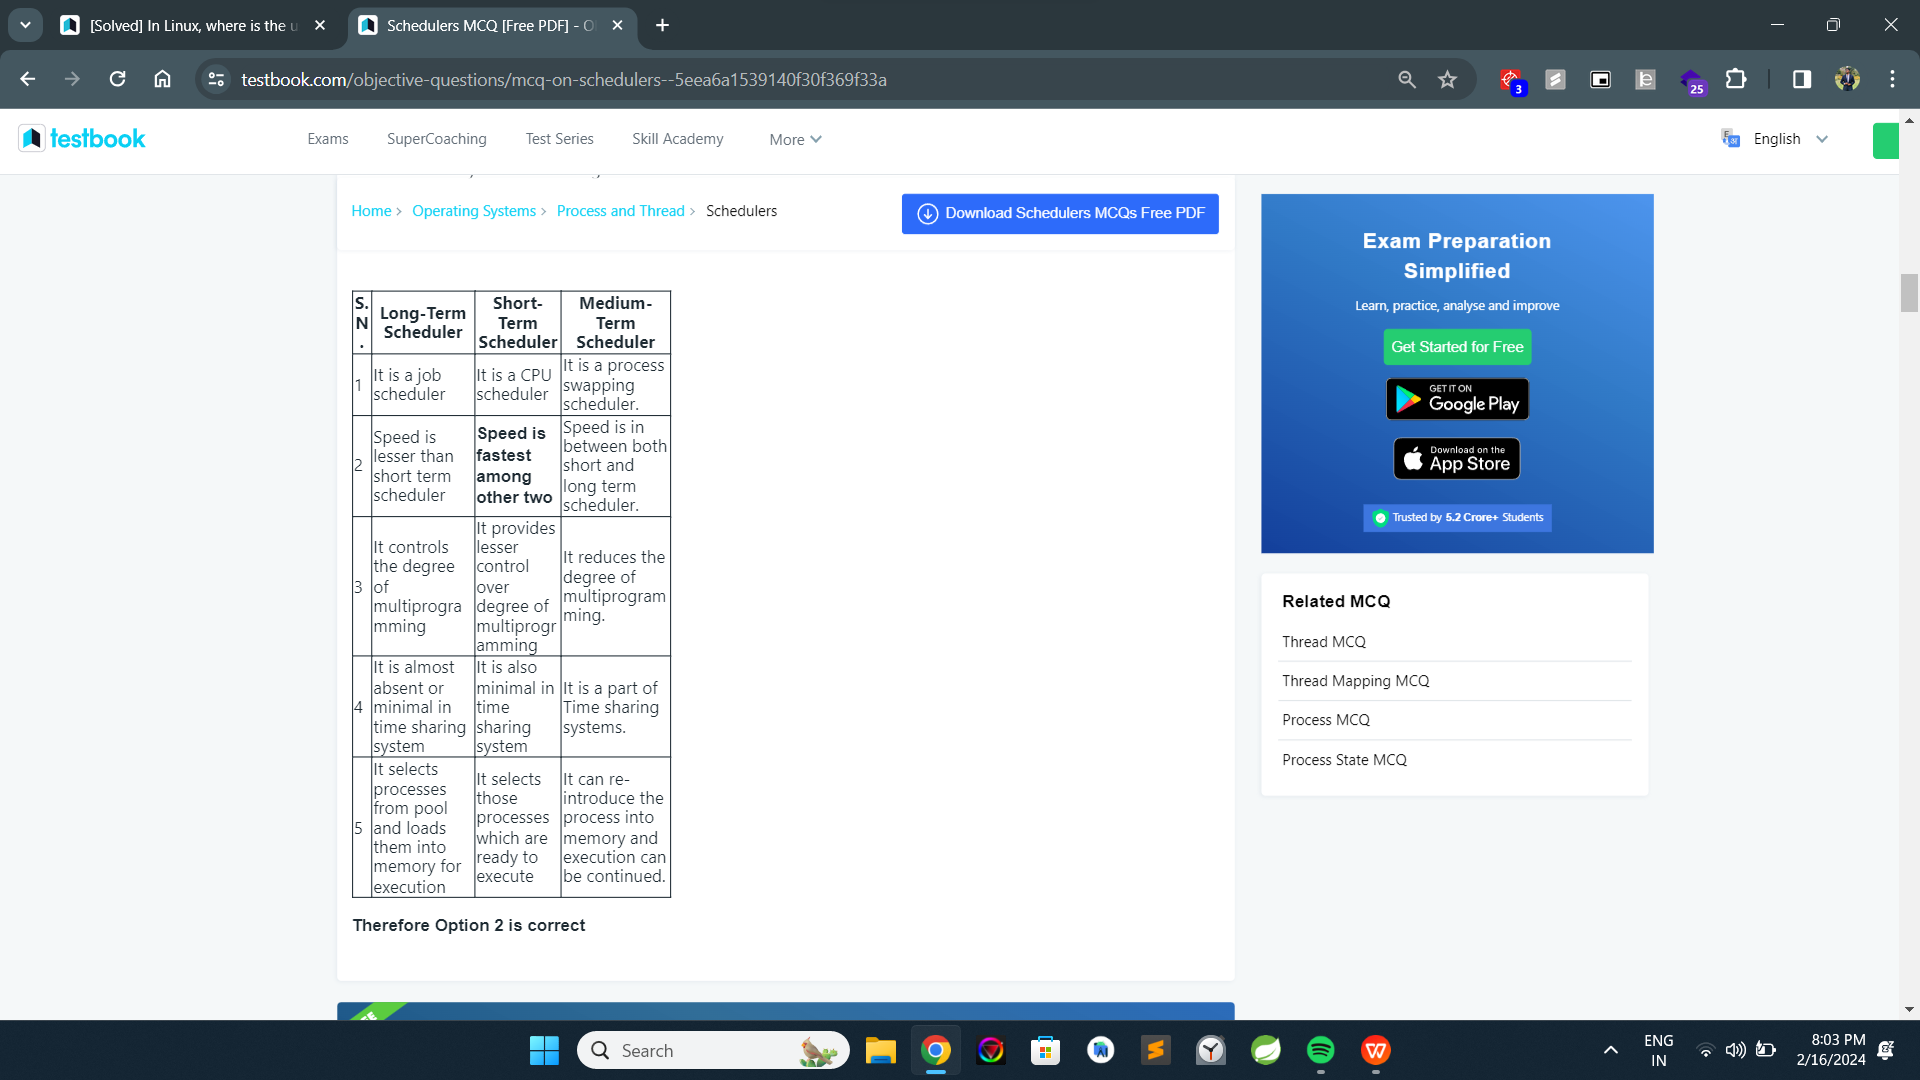 [Solved] In Linux, where is the u
Schedulers MCQ [Free PDF] - O
testbook.com/objective-questions/mcq-on-schedulers--5eea6a1539140f30f369f33a
3
25
testbook
Exams
SuperCoaching
Test Series
Skill Academy
More
English
Home > Operating Systems > Process and Thread > Schedulers
Download Schedulers MCQs Free PDF
S.
N
.
Long-Term
Scheduler
Short-
Term
Scheduler
Medium-
Term
Scheduler
1
It is a job
scheduler
It is a CPU
scheduler
It is a process
swapping
scheduler.
2
Speed is
lesser than
short term
scheduler
Speed is
fastest
among
other two
Speed is in
between both
short and
long term
scheduler.
3
It controls
the degree
of
multiprogra
mming
It provides
lesser
control
over
degree of
multiprogr
amming
It reduces the
degree of
multiprogram
ming.
4
It is almost
absent or
minimal in
time sharing
system
It is also
minimal in
time
sharing
system
It is a part of
Time sharing
systems.
5
It selects
processes
from pool
and loads
them into
memory for
execution
It selects
those
processes
which are
ready to
execute
It can re-
introduce the
process into
memory and
execution can
be continued.
Therefore Option 2 is correct
Exam Preparation
Simplified
Learn, practice, analyse and improve
Get Started for Free
GET IT ON
Google Play
Download on the
App Store
Trusted by 5.2 Crore+ Students
Related MCQ
Thread MCQ
Thread Mapping MCQ
Process MCQ
Process State MCQ
Search
ENG
IN
8:03 PM
2/16/2024